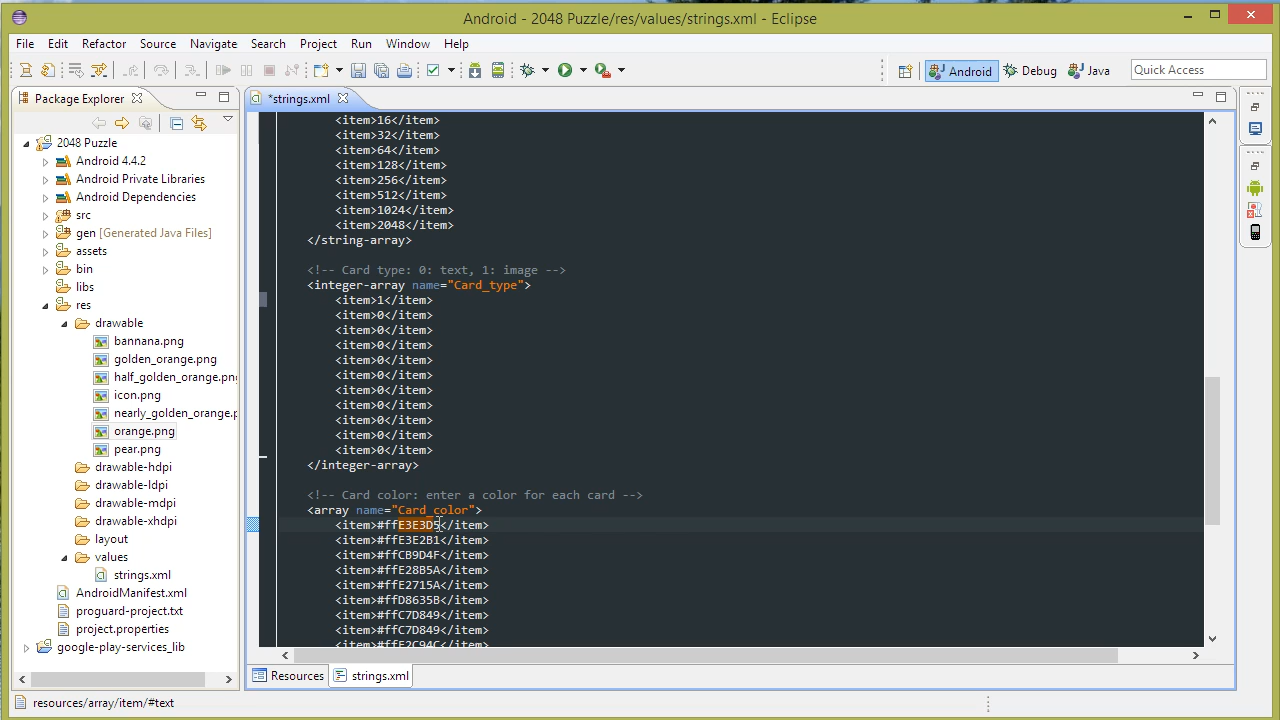 Android - 2048 Puzzle/res/values/strings.xml - Eclipse
File Edit Refactor Source Navigate Search Project Run Window Help
Android Debug Java Quick Access
Package Explorer
*strings.xml
2048 Puzzle
Android 4.4.2
Android Private Libraries
Android Dependencies
src
gen [Generated Java Files]
assets
bin
libs
res
drawable
bannana.png
golden_orange.png
half_golden_orange.png
icon.png
nearly_golden_orange.p
orange.png
pear.png
drawable-hdpi
drawable-ldpi
drawable-mdpi
drawable-xhdpi
layout
values
strings.xml
AndroidManifest.xml
proguard-project.txt
project.properties
google-play-services_lib
<item>16</item>
<item>32</item>
<item>64</item>
<item>128</item>
<item>256</item>
<item>512</item>
<item>1024</item>
<item>2048</item>
</string-array>
<!-- Card type: 0: text, 1: image -->
<integer-array name="Card_type">
<item>1</item>
<item>0</item>
<item>0</item>
<item>0</item>
<item>0</item>
<item>0</item>
<item>0</item>
<item>0</item>
<item>0</item>
<item>0</item>
<item>0</item>
</integer-array>
<!-- Card color: enter a color for each card -->
<array name="Card_color">
<item>#ffE3E3D5</item>
<item>#ffE3E2B1</item>
<item>#ffCB9D4F</item>
<item>#ffE28B5A</item>
<item>#ffE2715A</item>
<item>#ffD8635B</item>
<item>#ffC7D849</item>
<item>#ffC7D849</item>
<item>#ffE2C94C</item>
Resources strings.xml
resources/array/item/#text